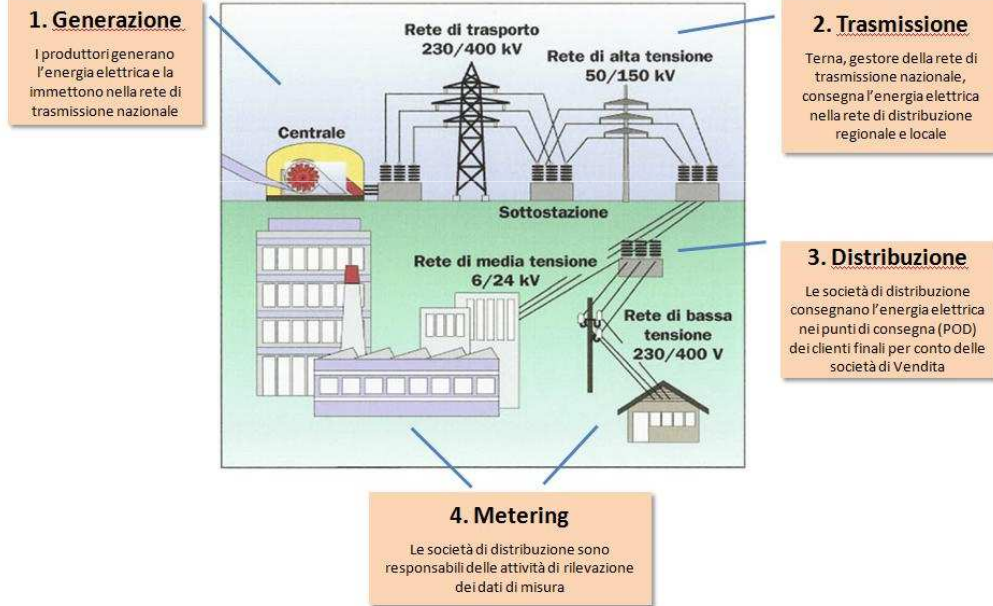 1. Generazione
I produttori generano
l'energia elettrica e la
immettono nella rete di
trasmissione nazionale
Rete di trasporto
230/400 kV
Rete di alta tensione
50/150 kV
2. Trasmissione
Terna, gestore della rete di
trasmissione nazionale,
consegna l'energia elettrica
nella rete di distribuzione
regionale e locale
Centrale
Sottostazione
Rete di media tensione
6/24 kV
Rete di bassa
tensione
230/400 V
3. Distribuzione
Le società di distribuzione
consegnano l'energia elettrica
nei punti di consegna (POD)
dei clienti finali per conto delle
società di Vendita
4. Metering
Le società di distribuzione sono
responsabili delle attività di rilevazione
dei dati di misura